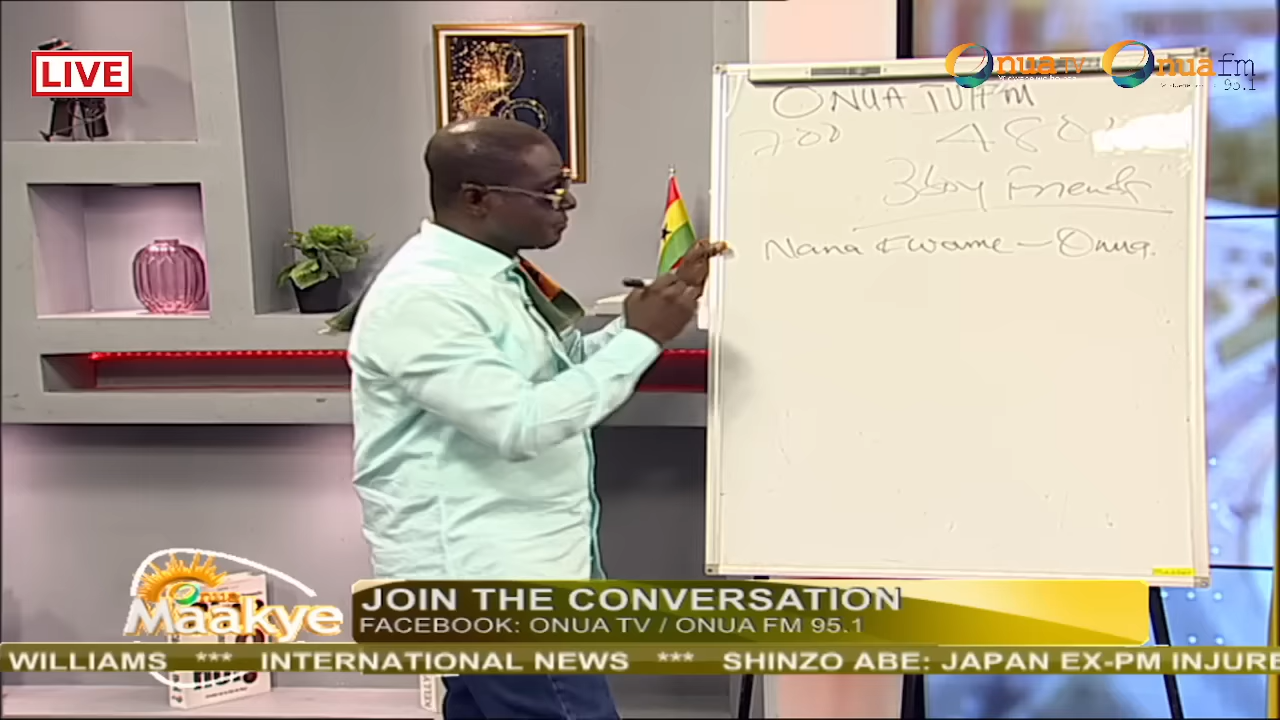 LIVE
Onua TV
Onua fm
95.1
ONUA TV/FM
700 480
3boy Friends
Nana Kwame - Onua.
Onua
Maakye
JOIN THE CONVERSATION
FACEBOOK: ONUA TV / ONUA FM 95.1
WILLIAMS *** INTERNATIONAL NEWS *** SHINZO ABE: JAPAN EX-PM INJURE